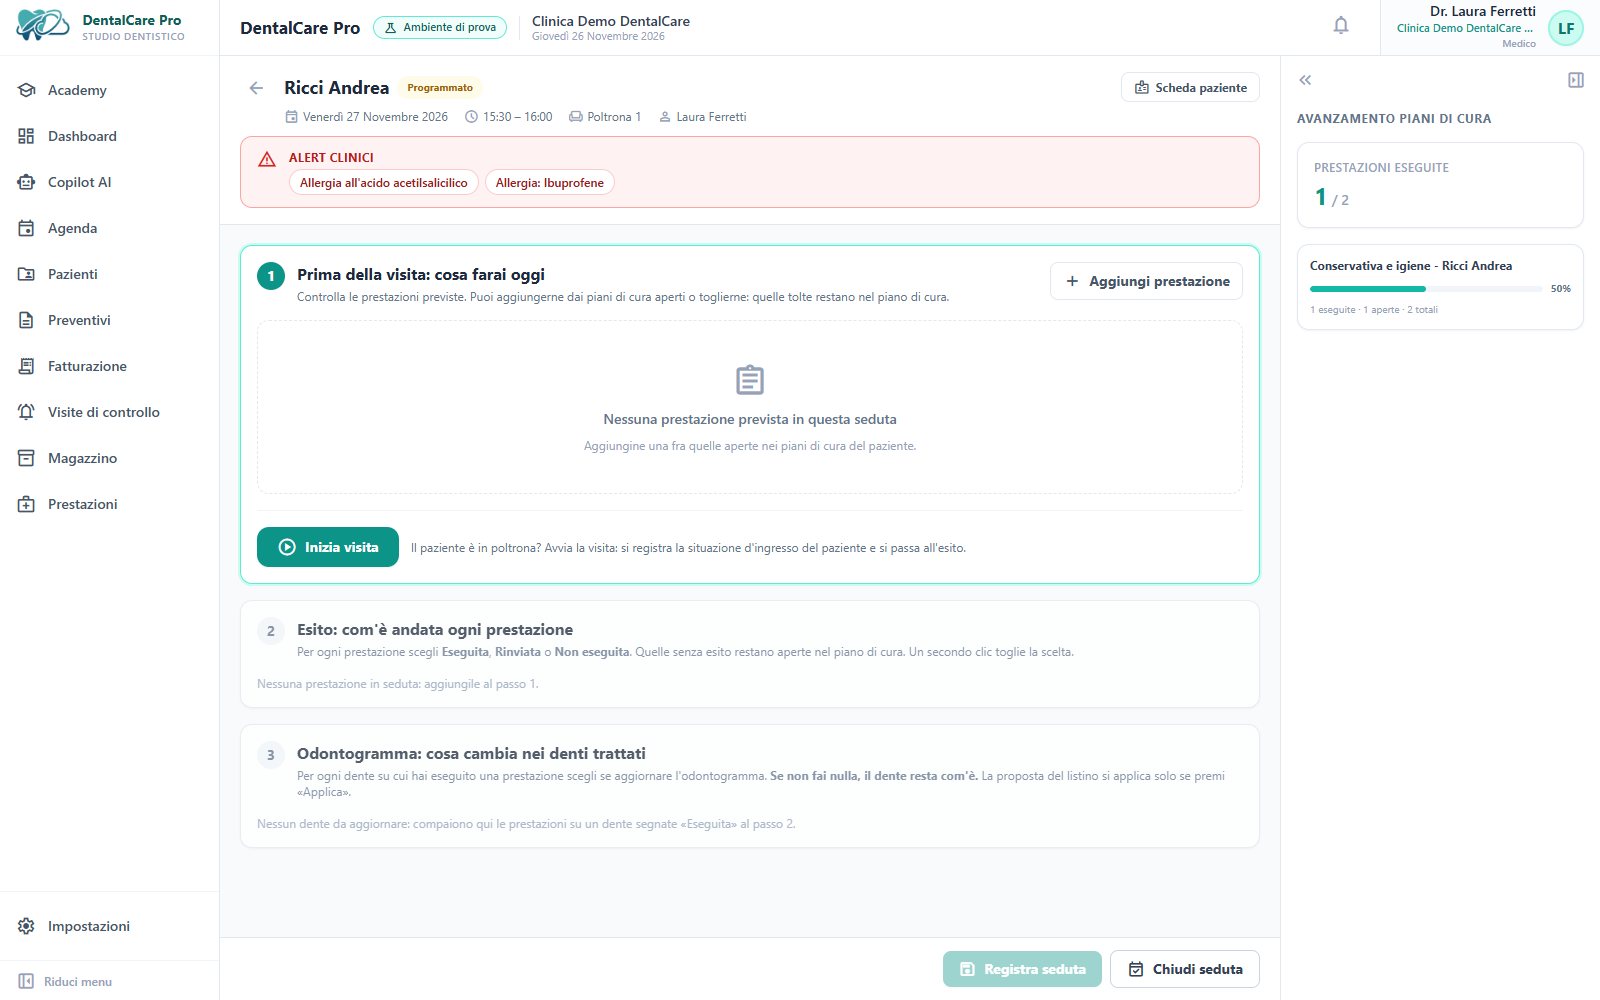 DentalCare Pro
STUDIO DENTISTICO
Academy
Dashboard
Copilot AI
Agenda
Pazienti
Preventivi
Fatturazione
Visite di controllo
Magazzino
Prestazioni
Impostazioni
Riduci menu
DentalCare Pro
Ambiente di prova
Clinica Demo DentalCare
Giovedì 26 Novembre 2026
Dr. Laura Ferretti
Clinica Demo DentalCare ...
Medico
LF
Ricci Andrea
Programmato
Scheda paziente
Venerdì 27 Novembre 2026
15:30 – 16:00
Poltrona 1
Laura Ferretti
ALERT CLINICI
Allergia all'acido acetilsalicilico
Allergia: Ibuprofene
1
Prima della visita: cosa farai oggi
Controlla le prestazioni previste. Puoi aggiungerne dai piani di cura aperti o toglierne: quelle tolte restano nel piano di cura.
Aggiungi prestazione
Nessuna prestazione prevista in questa seduta
Aggiungine una fra quelle aperte nei piani di cura del paziente.
Inizia visita
Il paziente è in poltrona? Avvia la visita: si registra la situazione d'ingresso del paziente e si passa all'esito.
2
Esito: com'è andata ogni prestazione
Per ogni prestazione scegli Eseguita, Rinviata o Non eseguita. Quelle senza esito restano aperte nel piano di cura. Un secondo clic toglie la scelta.
Nessuna prestazione in seduta: aggiungile al passo 1.
3
Odontogramma: cosa cambia nei denti trattati
Per ogni dente su cui hai eseguito una prestazione scegli se aggiornare l'odontogramma. Se non fai nulla, il dente resta com'è. La proposta del listino si applica solo se premi
«Applica».
Nessun dente da aggiornare: compaiono qui le prestazioni su un dente segnate «Eseguita» al passo 2.
Registra seduta
Chiudi seduta
AVANZAMENTO PIANI DI CURA
PRESTAZIONI ESEGUITE
1 / 2
Conservativa e igiene - Ricci Andrea
50%
1 eseguite · 1 aperte · 2 totali